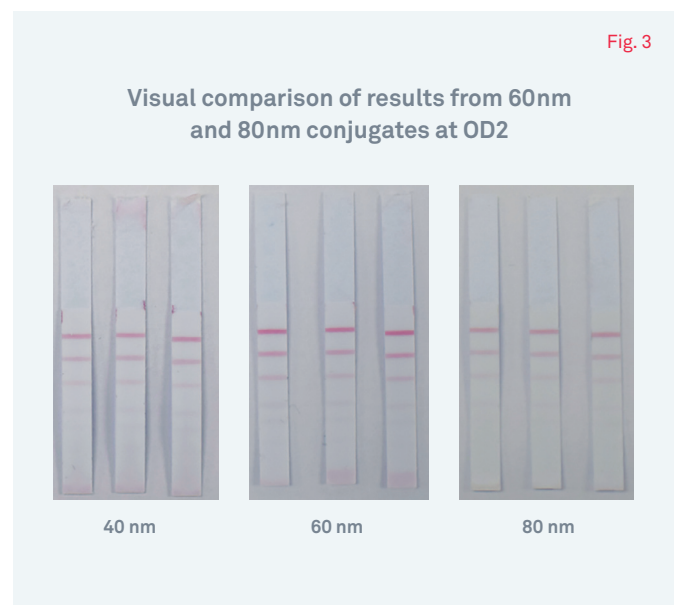 Fig. 3
Visual comparison of results from 60nm
and 80nm conjugates at OD2
40 nm
60 nm
80 nm